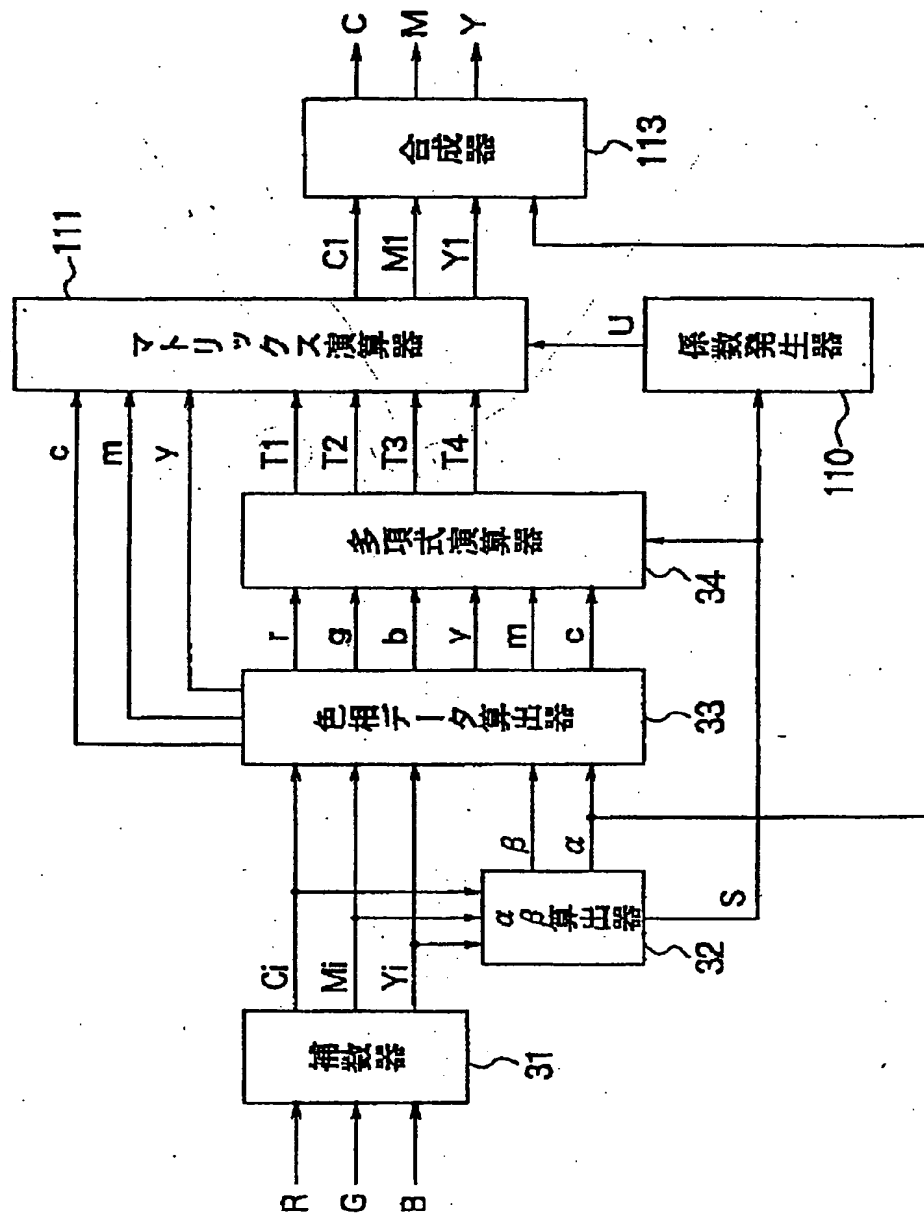 R
G
B
補数器
31
Ci
Mi
Yi
αβ算出器
32
β
α
S
色相データ算出器
33
c
m
y
r
g
b
y
m
c
多項式演算器
34
T1
T2
T3
T4
マトリックス演算器
111
U
係数発生器
110
C1
M1
Y1
合成器
113
C
M
Y